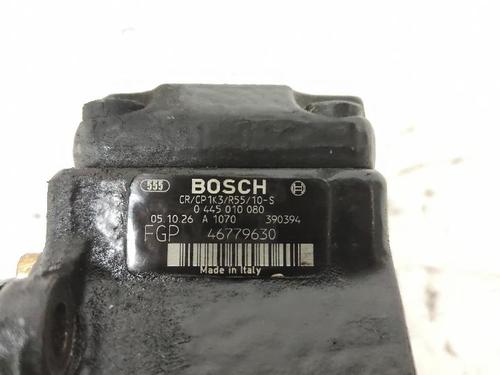 555 BOSCH
CR/CP1K3/R55/10-S
0 445 010 080
05.10.26 A 1070 390394
FGP 46779630
Made in Italy